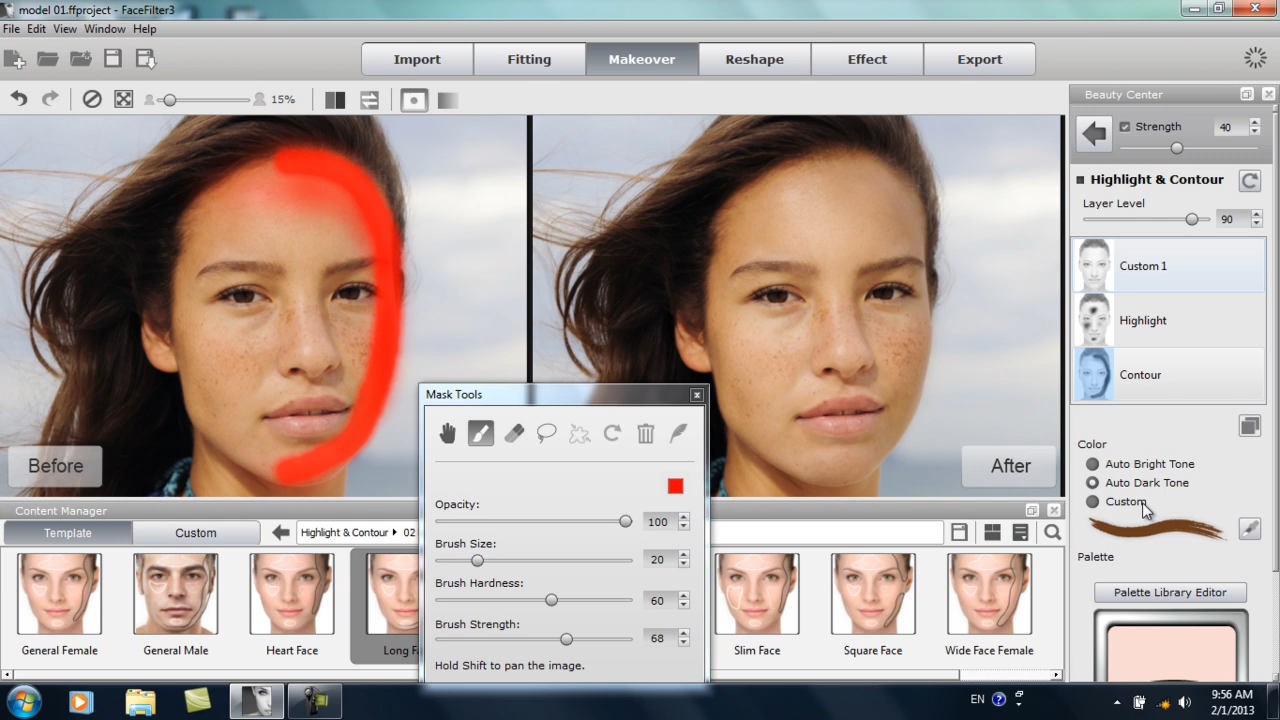 model 01.ffproject - FaceFilter3
File Edit View Window Help
Import Fitting Makeover Reshape Effect Export
15%
Beauty Center
Strength 40
Highlight & Contour
Layer Level
90
Custom 1
Highlight
Contour
Before
After
Color
Auto Bright Tone
Auto Dark Tone
Custom
Palette
Palette Library Editor
Mask Tools
Opacity:
100
Brush Size:
20
Brush Hardness:
60
Brush Strength:
68
Hold Shift to pan the image.
Content Manager
Template Custom Highlight & Contour 02
General Female General Male Heart Face Long Slim Face Square Face Wide Face Female
EN
9:56 AM
2/1/2013